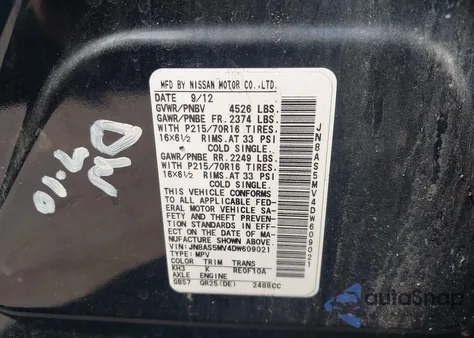 MFD BY NISSAN MOTOR CO.,LTD.
DATE 9/12
GVWR/PNBV 4526 LBS.
GAWR/PNBE FR. 2374 LBS.
WITH P215/70R16 TIRES.
16X6½ RIMS. AT 33 PSI
COLD SINGLE.
GAWR/PNBE RR. 2249 LBS.
WITH P215/70R16 TIRES.
16X6½ RIMS. AT 33 PSI
COLD SINGLE.
THIS VEHICLE CONFORMS
TO ALL APPLICABLE FED-
ERAL MOTOR VEHICLE SA-
FETY AND THEFT PREVEN-
TION STANDARDS IN EFF-
ECT ON THE DATE OF MA-
NUFACTURE SHOWN ABOVE.
JN8AS5MV4DW609021
TYPE: MPV
COLOR TRIM TRANS
KH3 K RE0F10A
AXLE ENGINE
GB57 QR25(DE) 2488CC
JN8AS5MV4DW609021
DW
7-10
autoSnap